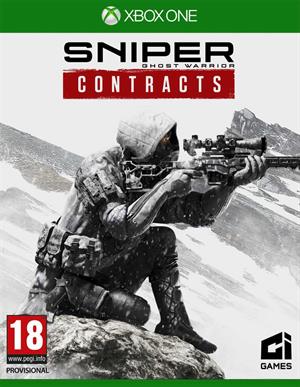 XBOX ONE
SNIPER
GHOST WARRIOR
CONTRACTS
18
www.pegi.info
PROVISIONAL
Ci
GAMES